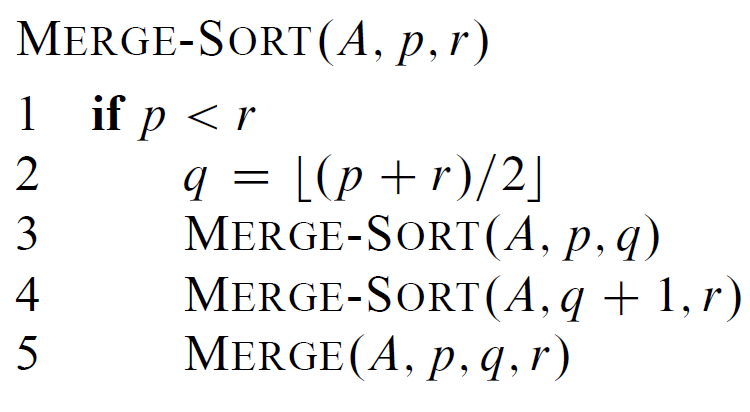 MERGE-SORT(A, p, r)
1 if p < r
2 q = ⌊(p + r)/2⌋
3 MERGE-SORT(A, p, q)
4 MERGE-SORT(A, q + 1, r)
5 MERGE(A, p, q, r)